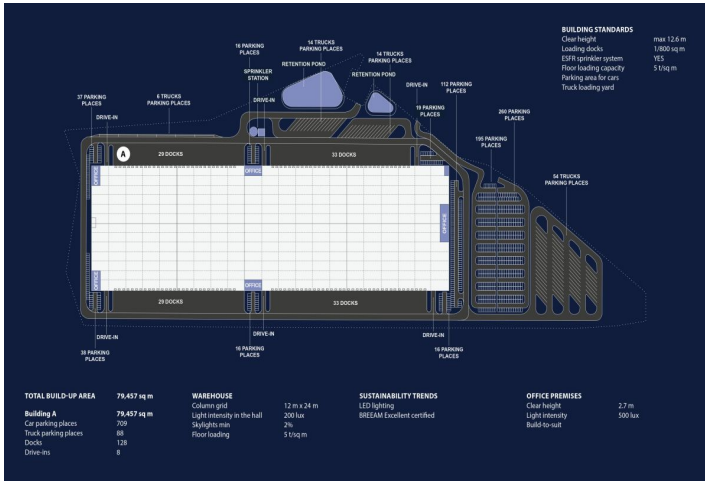 BUILDING STANDARDS
Clear height max 12.6 m
Loading docks 1/800 sq m
ESFR sprinkler system YES
Floor loading capacity 5 t/sq m
Parking area for cars
Truck loading yard
16 PARKING
PLACES
14 TRUCKS
PARKING PLACES
RETENTION POND
14 TRUCKS
PARKING PLACES
RETENTION POND
SPRINKLER
STATION
DRIVE-IN
DRIVE-IN
112 PARKING
PLACES
37 PARKING
PLACES
6 TRUCKS
PARKING PLACES
DRIVE-IN
19 PARKING
PLACES
260 PARKING
PLACES
195 PARKING
PLACES
54 TRUCKS
PARKING PLACES
A
29 DOCKS
33 DOCKS
OFFICE
OFFICE
OFFICE
OFFICE
OFFICE
29 DOCKS
33 DOCKS
DRIVE-IN
DRIVE-IN
DRIVE-IN
38 PARKING
PLACES
16 PARKING
PLACES
16 PARKING
PLACES
TOTAL BUILD-UP AREA 79,457 sq m
Building A 79,457 sq m
Car parking places 709
Truck parking places 88
Docks 128
Drive-ins 8
WAREHOUSE
Column grid 12 m x 24 m
Light intensity in the hall 200 lux
Skylights min 2%
Floor loading 5 t/sq m
SUSTAINABILITY TRENDS
LED lighting
BREEAM Excellent certified
OFFICE PREMISES
Clear height 2.7 m
Light intensity 500 lux
Build-to-suit